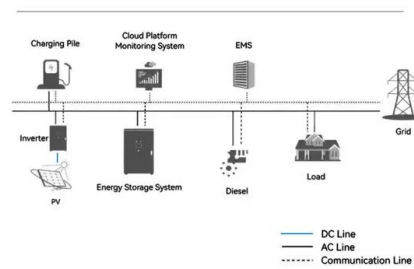 Charging Pile
Cloud Platform
Monitoring System
EMS
Grid
Inverter
PV
Energy Storage System
Diesel
Load
DC Line
AC Line
Communication Line